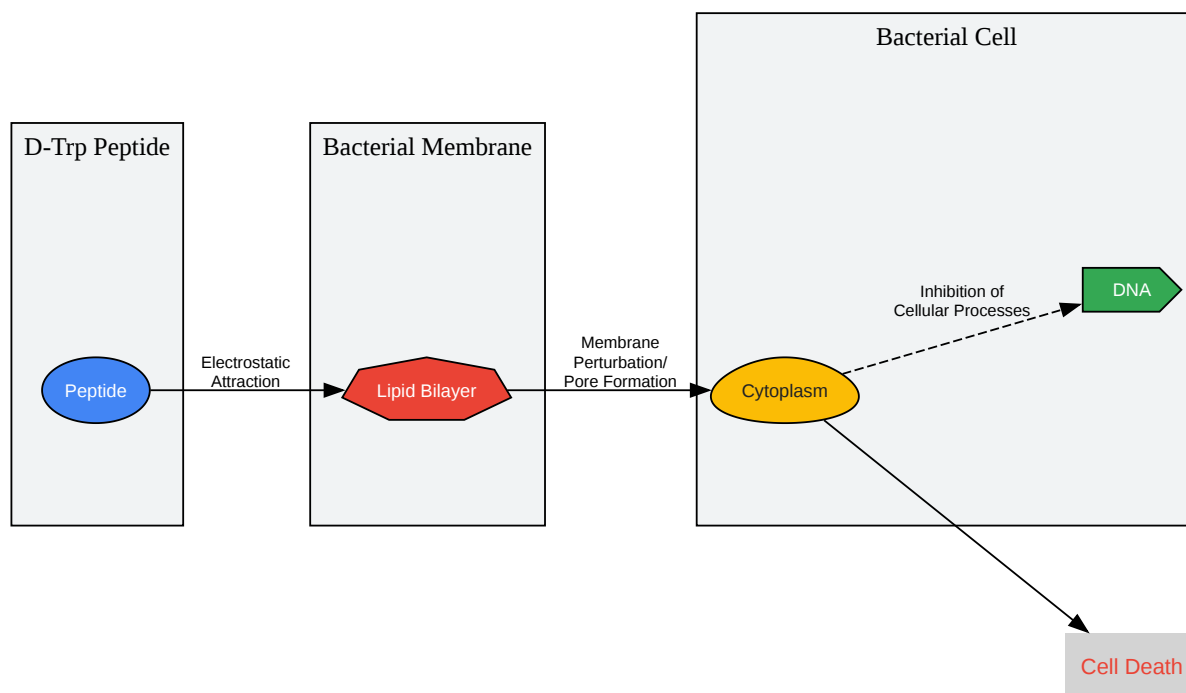 Bacterial Cell
D-Trp Peptide
Bacterial Membrane
Inhibition of
Cellular Processes
DNA
Electrostatic
Attraction
Membrane
Perturbation/
Pore Formation
Peptide
Lipid Bilayer
Cytoplasm
Cell Death